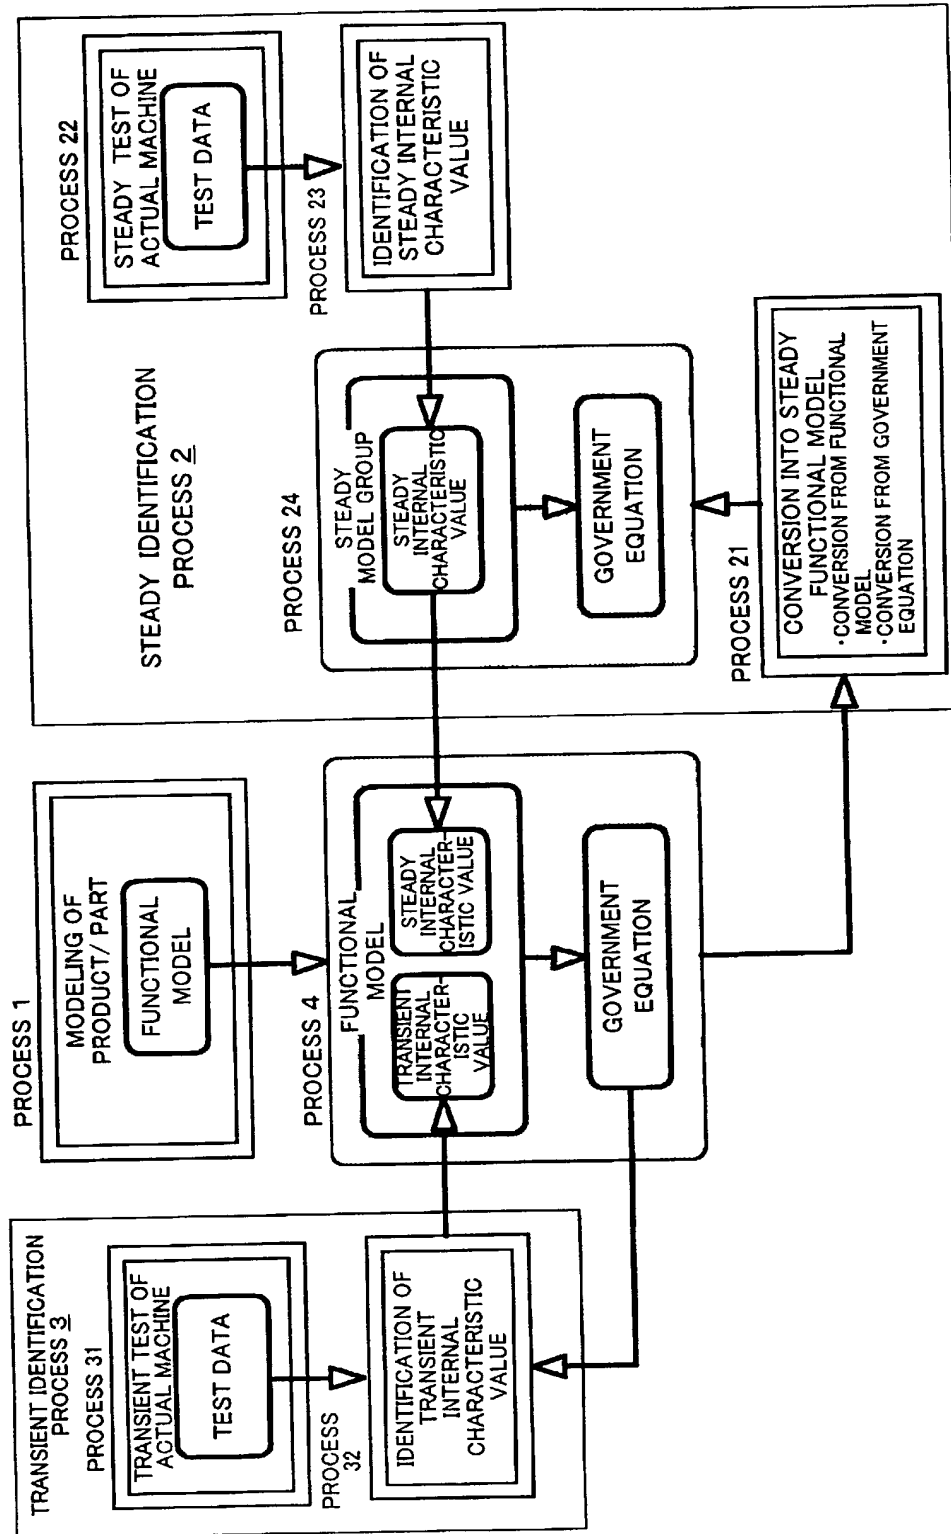 TRANSIENT IDENTIFICATION
PROCESS 3
PROCESS 31
TRANSIENT TEST OF
ACTUAL MACHINE
TEST DATA
PROCESS
32
IDENTIFICATION OF
TRANSIENT
INTERNAL
CHARACTERISTIC
VALUE
PROCESS 1
MODELING OF
PRODUCT/ PART
FUNCTIONAL
MODEL
PROCESS 4
FUNCTIONAL
MODEL
TRANSIENT
INTERNAL
CHARACTER-
ISTIC
VALUE
STEADY
INTERNAL
CHARACTER-
ISTIC VALUE
GOVERNMENT
EQUATION
STEADY IDENTIFICATION
PROCESS 2
PROCESS 22
STEADY TEST OF
ACTUAL MACHINE
TEST DATA
PROCESS 23
IDENTIFICATION OF
STEADY INTERNAL
CHARACTERISTIC
VALUE
PROCESS 24
STEADY
MODEL GROUP
STEADY
INTERNAL
CHARACTERISTIC
VALUE
GOVERNMENT
EQUATION
PROCESS 21
CONVERSION INTO STEADY
FUNCTIONAL MODEL
・CONVERSION FROM FUNCTIONAL
MODEL
・CONVERSION FROM GOVERNMENT
EQUATION